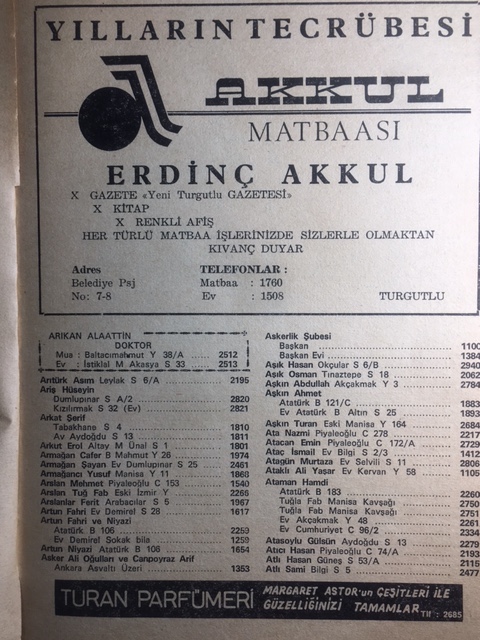 YILLARIN TECRÜBESİ
AKKUL
MATBAASI
ERDİNÇ AKKUL
X GAZETE «Yeni Turgutlu GAZETESİ»
X KİTAP
X RENKLİ AFİŞ
HER TÜRLÜ MATBAA İŞLERİNİZDE SİZLERLE OLMAKTAN
KIVANÇ DUYAR
Adres TELEFONLAR :
Belediye Psj Matbaa : 1760
No: 7-8 Ev : 1508 TURGUTLU
ARIKAN ALAATTİN
DOKTOR
Mua : Baltacımahmut Y 38/A ...... 2512
Ev : İstiklal M Akasya S 33 ...... 2513
Antürk Asım Leylak S 6/A ...... 2195
Ariş Hüseyin
Dumlupınar S A/2 ...... 2820
Kızılırmak S 32 (Ev) ...... 2821
Arkat Şerif
Tabakhane S 4 ...... 1810
Av Aydoğdu S 13 ...... 1811
Arkut Erol Altay M Ünal S 1 ...... 1801
Armağan Cafer B Mahmut Y 26 ...... 1974
Armağan Şayan Ev Dumlupınar S 25 ...... 2461
Armağancı Yusuf Manisa Y 11 ...... 1860
Arslan Mehmet Piyaleoğlu C 153 ...... 1540
Arslan Tuğ Fab Eski İzmir Y ...... 2266
Arslanlar Ferit Arabacılar S 5 ...... 1967
Artun Fahri Ev Demirel S 28 ...... 1617
Artun Fahri ve Niyazi
Atatürk B 106 ...... 2259
Ev Demirel Sokak bila ...... 1259
Artun Niyazi Atatürk B 106 ...... 1654
Asker Ali Oğulları ve Canpoyraz Arif
Ankara Asvaltı Üzeri ...... 1353
Askerlik Şubesi
Başkan ...... 1100
Başkan Evi ...... 1384
Aşık Hasan Okçular S 6/B ...... 2940
Aşık Osman Tınaztepe S 18 ...... 2062
Aşkın Abdullah Akçakmak Y 3 ...... 2784
Aşkın Ahmet
Atatürk B 121/C ...... 1883
Ev Atatürk B Altın S 25 ...... 1893
Aşkın Turan Eski Manisa Y 164 ...... 2684
Ata Nazmi Piyaleoğlu C 278 ...... 2217
Atacan Emin Piyaleoğlu C 172/A ...... 2729
Ataç İsmail Ev Bilgi S 2/3 ...... 1412
Atagün Murtaza Ev Selvili S 11 ...... 2806
Ataklı Ali Yaşar Ev Kervan Y 58 ...... 1105
Ataman Hamdi
Atatürk B 183 ...... 2260
Tuğla Fab Manisa Kavşağı ...... 2750
Tuğla Fab Manisa Kavşağı ...... 2751
Ev Akçakmak Y 48 ...... 2261
Ev Cumhuriyet C 96/2 ...... 2334
Atasoylu Gülsün Aydoğdu S 13 ...... 2279
Atıcı Hasan Piyaleoğlu C 74/A ...... 2193
Atlı Hasan Güneş S 53/A ...... 2115
Atlı Sami Bilgi S 5 ...... 2477
TURAN PARFÜMERİ MARGARET ASTOR'un ÇEŞİTLERİ İLE
GÜZELLİĞİNİZİ TAMAMLAR Tlf : 2685